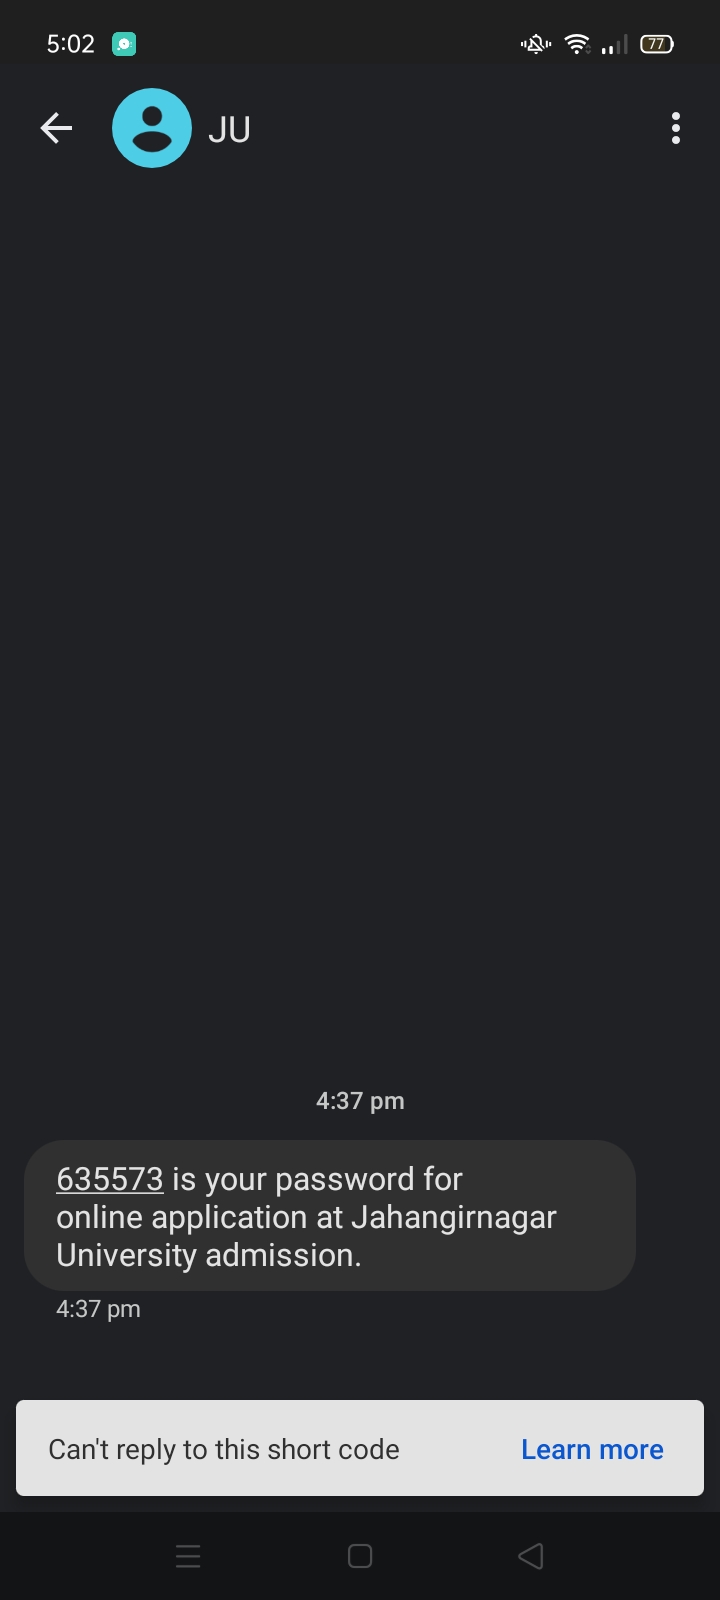 5:02
77
JU
4:37 pm
635573 is your password for
online application at Jahangirnagar
University admission.
4:37 pm
Can't reply to this short code Learn more